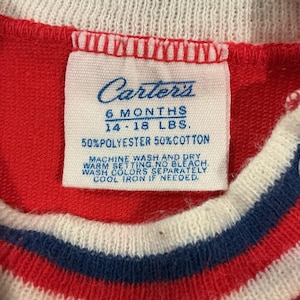 Carter's
6 MONTHS
14-18 LBS.
50%POLYESTER 50%COTTON
MACHINE WASH AND DRY
WARM SETTING. NO BLEACH.
WASH COLORS SEPARATELY.
COOL IRON IF NEEDED.